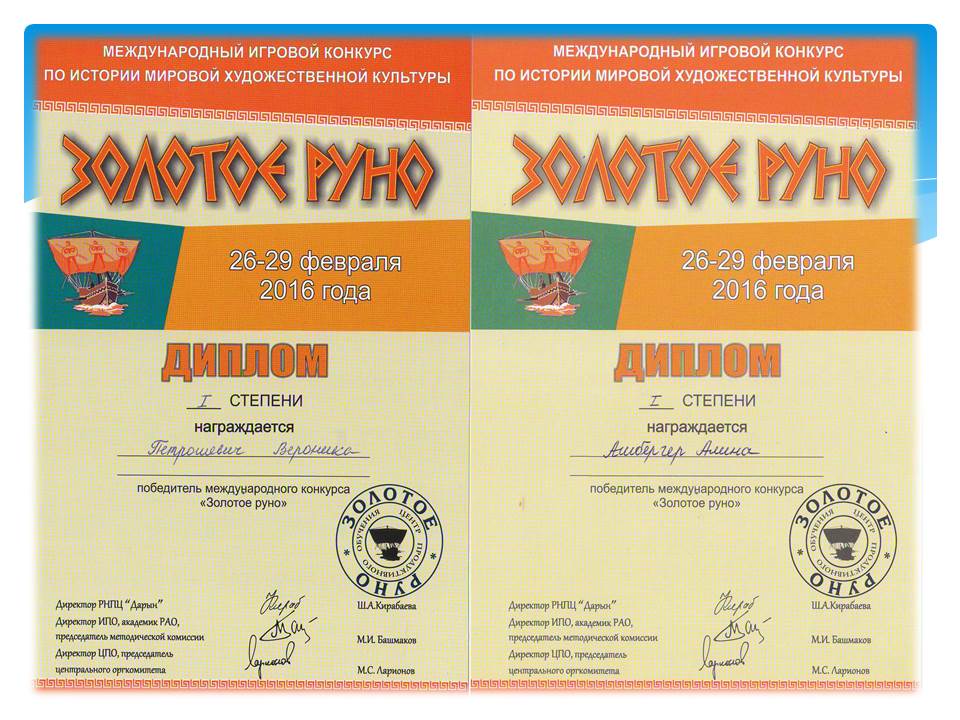 МЕЖДУНАРОДНЫЙ ИГРОВОЙ КОНКУРС
ПО ИСТОРИИ МИРОВОЙ ХУДОЖЕСТВЕННОЙ КУЛЬТУРЫ
ЗОЛОТОЕ РУНО
26-29 февраля
2016 года
ДИПЛОМ
I СТЕПЕНИ
награждается
Петрошевич Вероника
победитель международного конкурса
«Золотое руно»
ЗОЛОТОЕ РУНО
ЦЕНТР ПРОДУКТИВНОГО ОБУЧЕНИЯ
Директор РНПЦ "Дарын" Ш.А.Кирабаева
Директор ИПО, академик РАО,
председатель методической комиссии М.И. Башмаков
Директор ЦПО, председатель
центрального оргкомитета М.С. Ларионов
МЕЖДУНАРОДНЫЙ ИГРОВОЙ КОНКУРС
ПО ИСТОРИИ МИРОВОЙ ХУДОЖЕСТВЕННОЙ КУЛЬТУРЫ
ЗОЛОТОЕ РУНО
26-29 февраля
2016 года
ДИПЛОМ
I СТЕПЕНИ
награждается
Ашбергер Алина
победитель международного конкурса
«Золотое руно»
ЗОЛОТОЕ РУНО
ЦЕНТР ПРОДУКТИВНОГО ОБУЧЕНИЯ
Директор РНПЦ "Дарын" Ш.А.Кирабаева
Директор ИПО, академик РАО,
председатель методической комиссии М.И. Башмаков
Директор ЦПО, председатель
центрального оргкомитета М.С. Ларионов